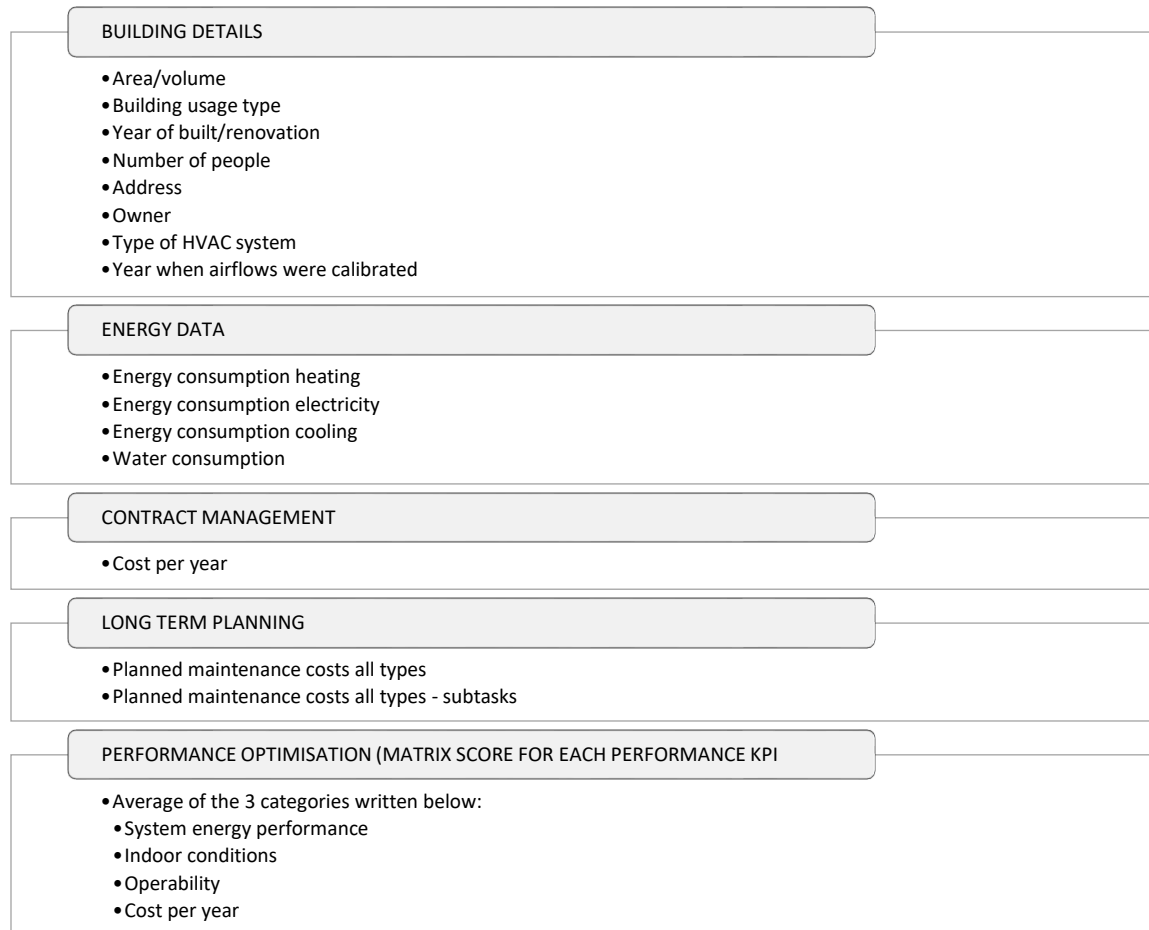 BUILDING DETAILS
•Area/volume
•Building usage type
•Year of built/renovation
•Number of people
•Address
•Owner
•Type of HVAC system
•Year when airflows were calibrated
ENERGY DATA
•Energy consumption heating
•Energy consumption electricity
•Energy consumption cooling
•Water consumption
CONTRACT MANAGEMENT
•Cost per year
LONG TERM PLANNING
•Planned maintenance costs all types
•Planned maintenance costs all types - subtasks
PERFORMANCE OPTIMISATION (MATRIX SCORE FOR EACH PERFORMANCE KPI
•Average of the 3 categories written below:
•System energy performance
•Indoor conditions
•Operability
•Cost per year